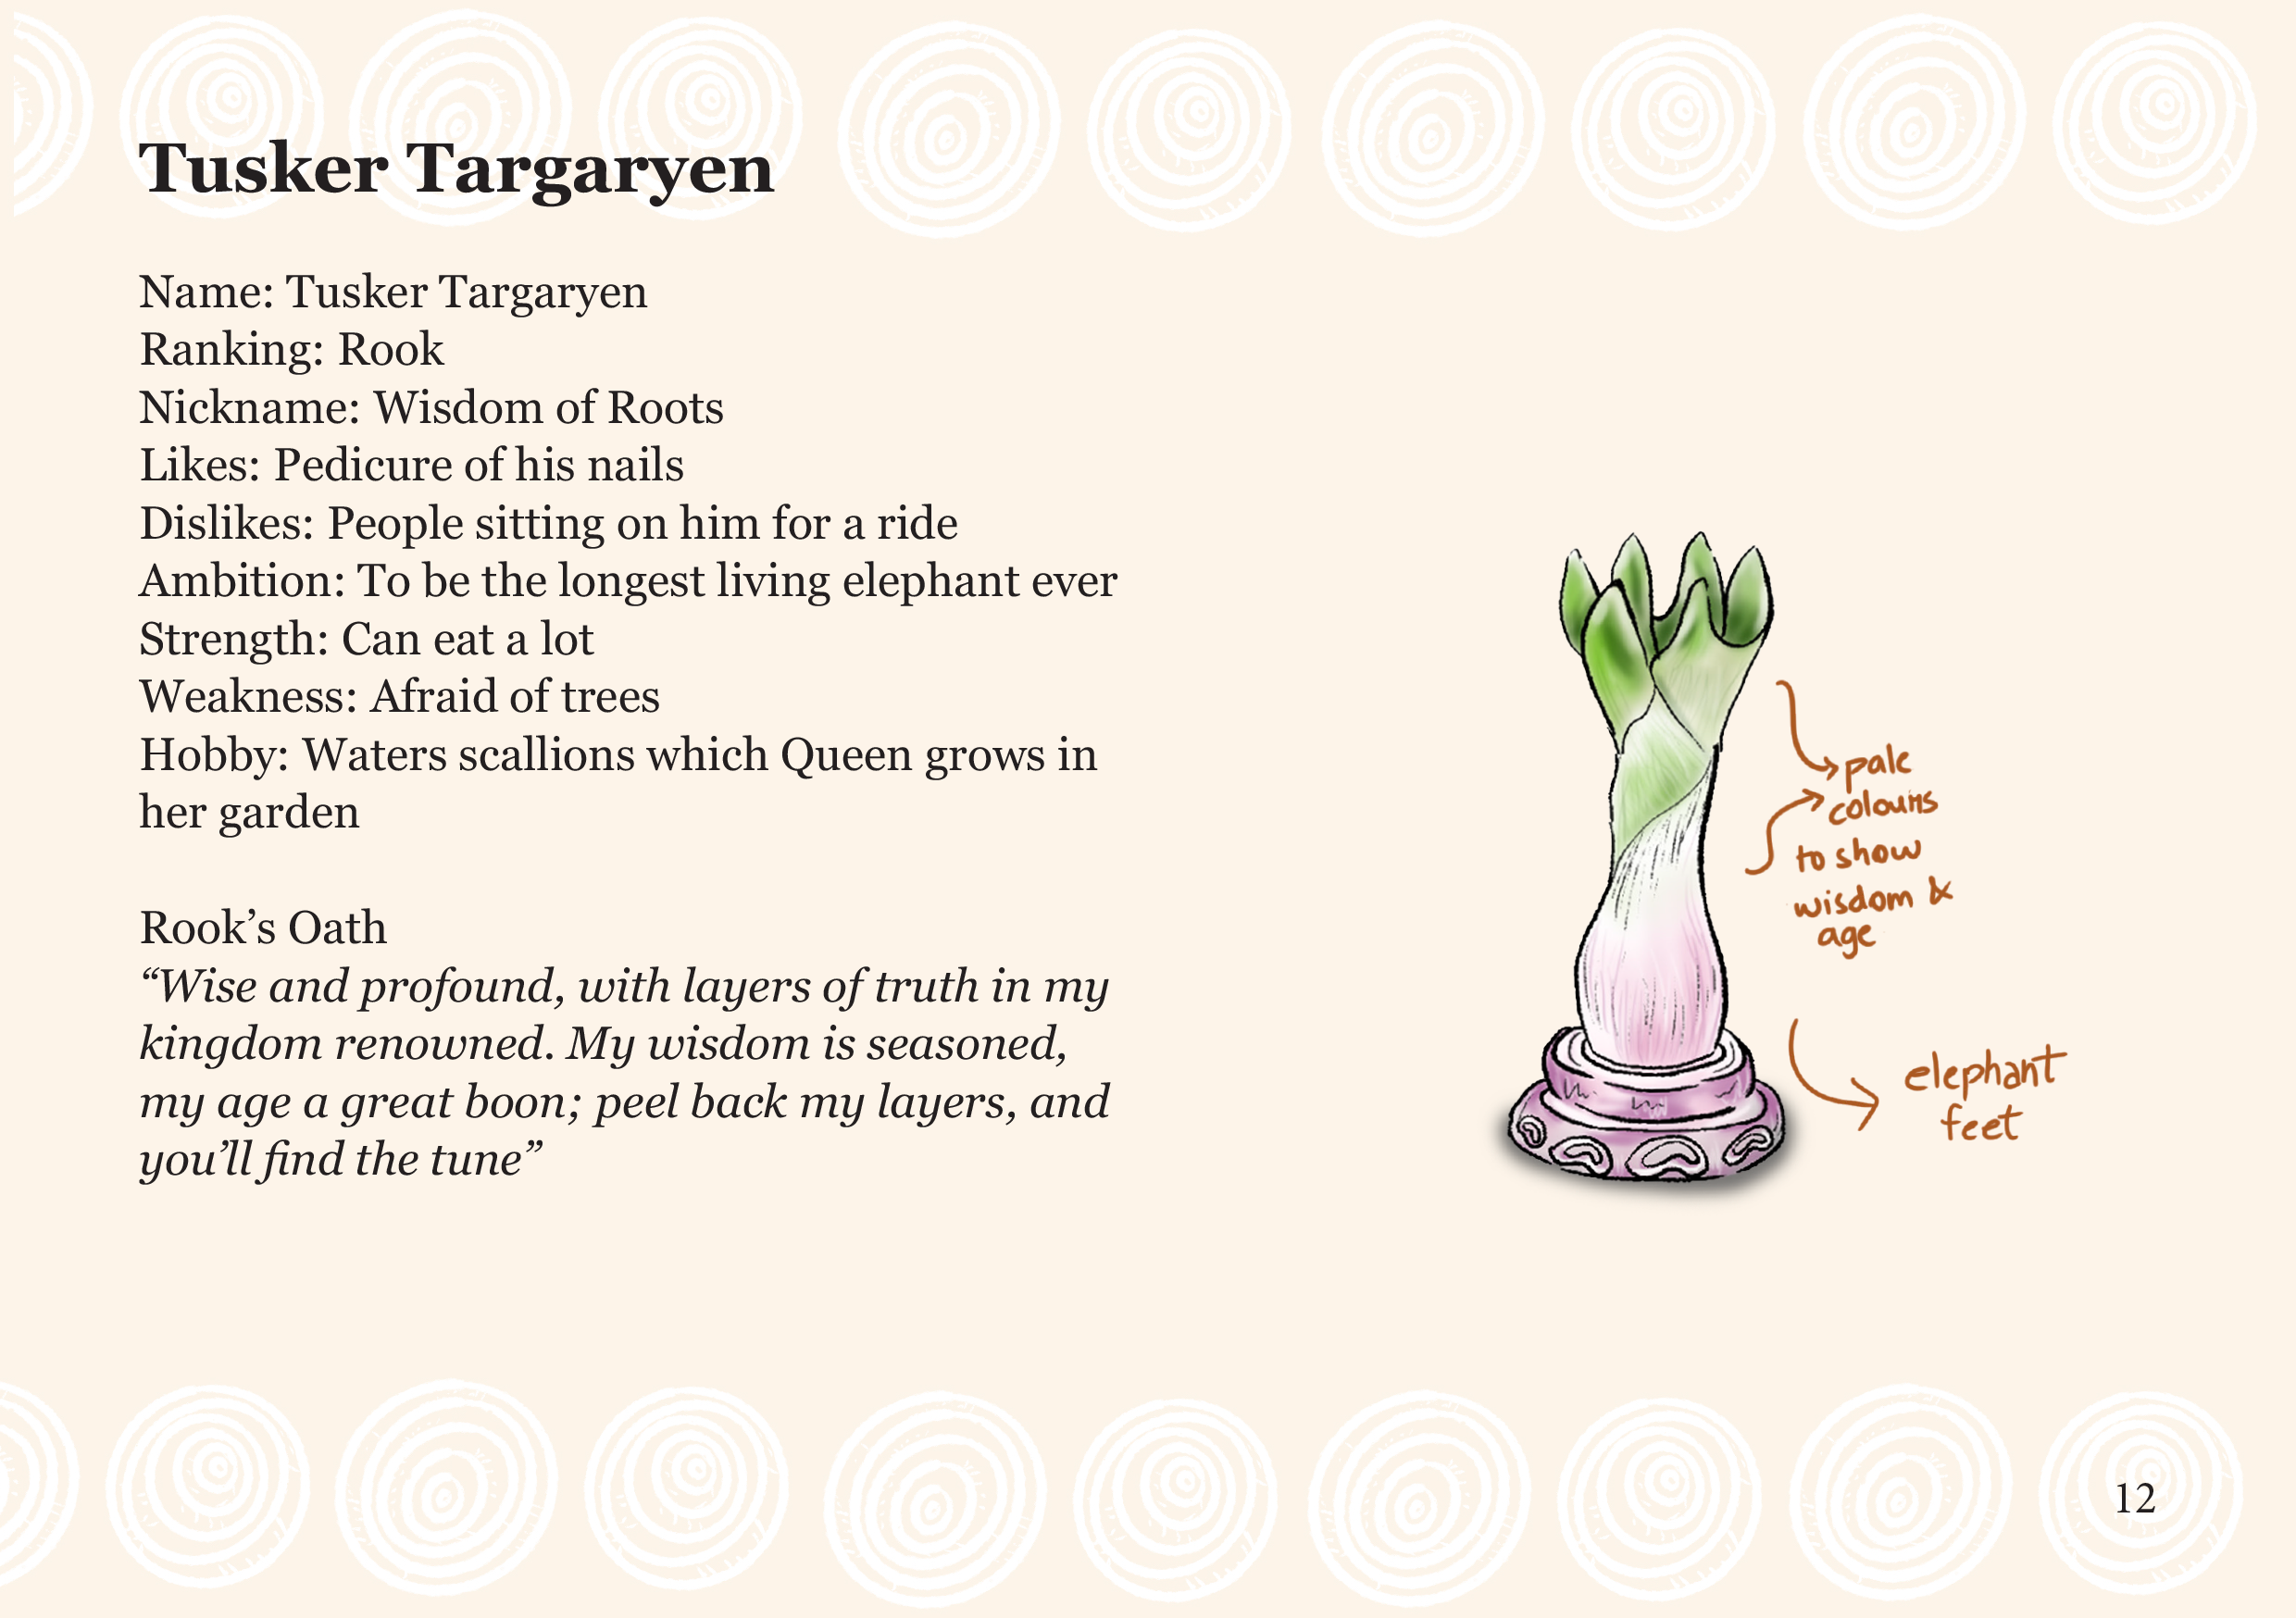 Tusker Targaryen
Name: Tusker Targaryen
Ranking: Rook
Nickname: Wisdom of Roots
Likes: Pedicure of his nails
Dislikes: People sitting on him for a ride
Ambition: To be the longest living elephant ever
Strength: Can eat a lot
Weakness: Afraid of trees
Hobby: Waters scallions which Queen grows in
her garden
Rook’s Oath
“Wise and profound, with layers of truth in my
kingdom renowned. My wisdom is seasoned,
my age a great boon; peel back my layers, and
you’ll find the tune”
pale
colours
to show
wisdom &
age
elephant
feet
12